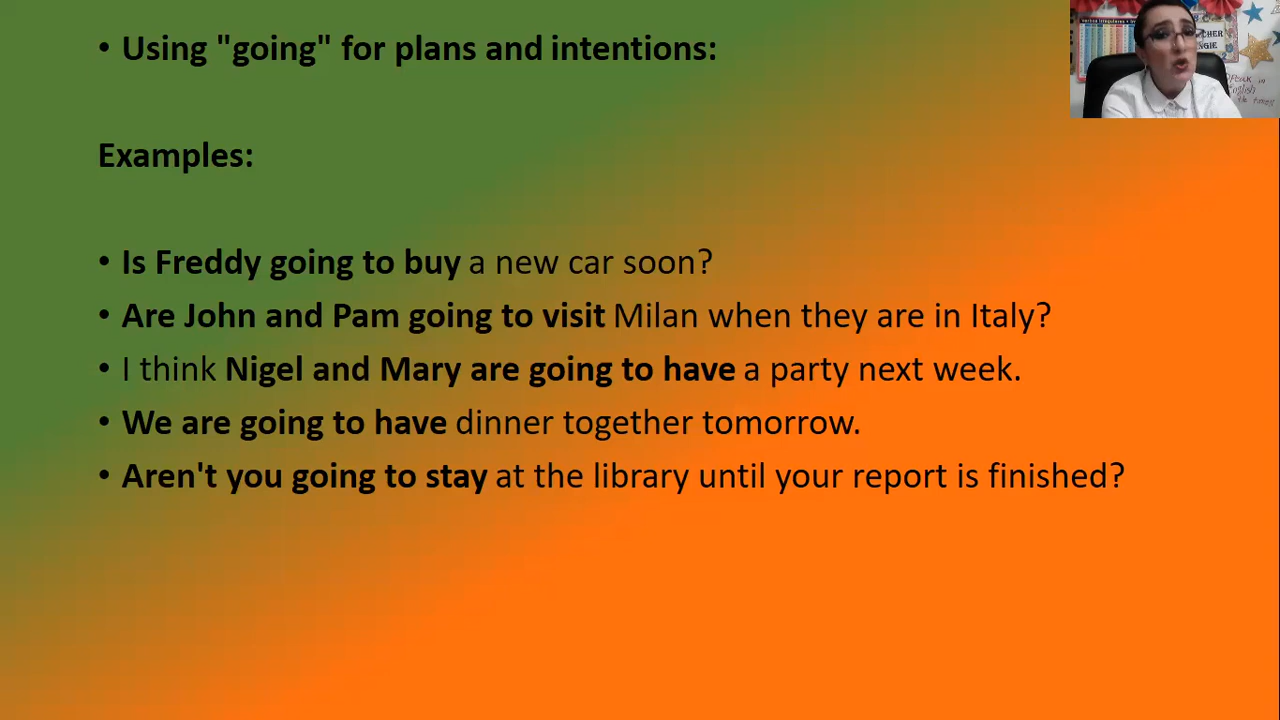 • Using "going" for plans and intentions:
Examples:
• Is Freddy going to buy a new car soon?
• Are John and Pam going to visit Milan when they are in Italy?
• I think Nigel and Mary are going to have a party next week.
• We are going to have dinner together tomorrow.
• Aren't you going to stay at the library until your report is finished?